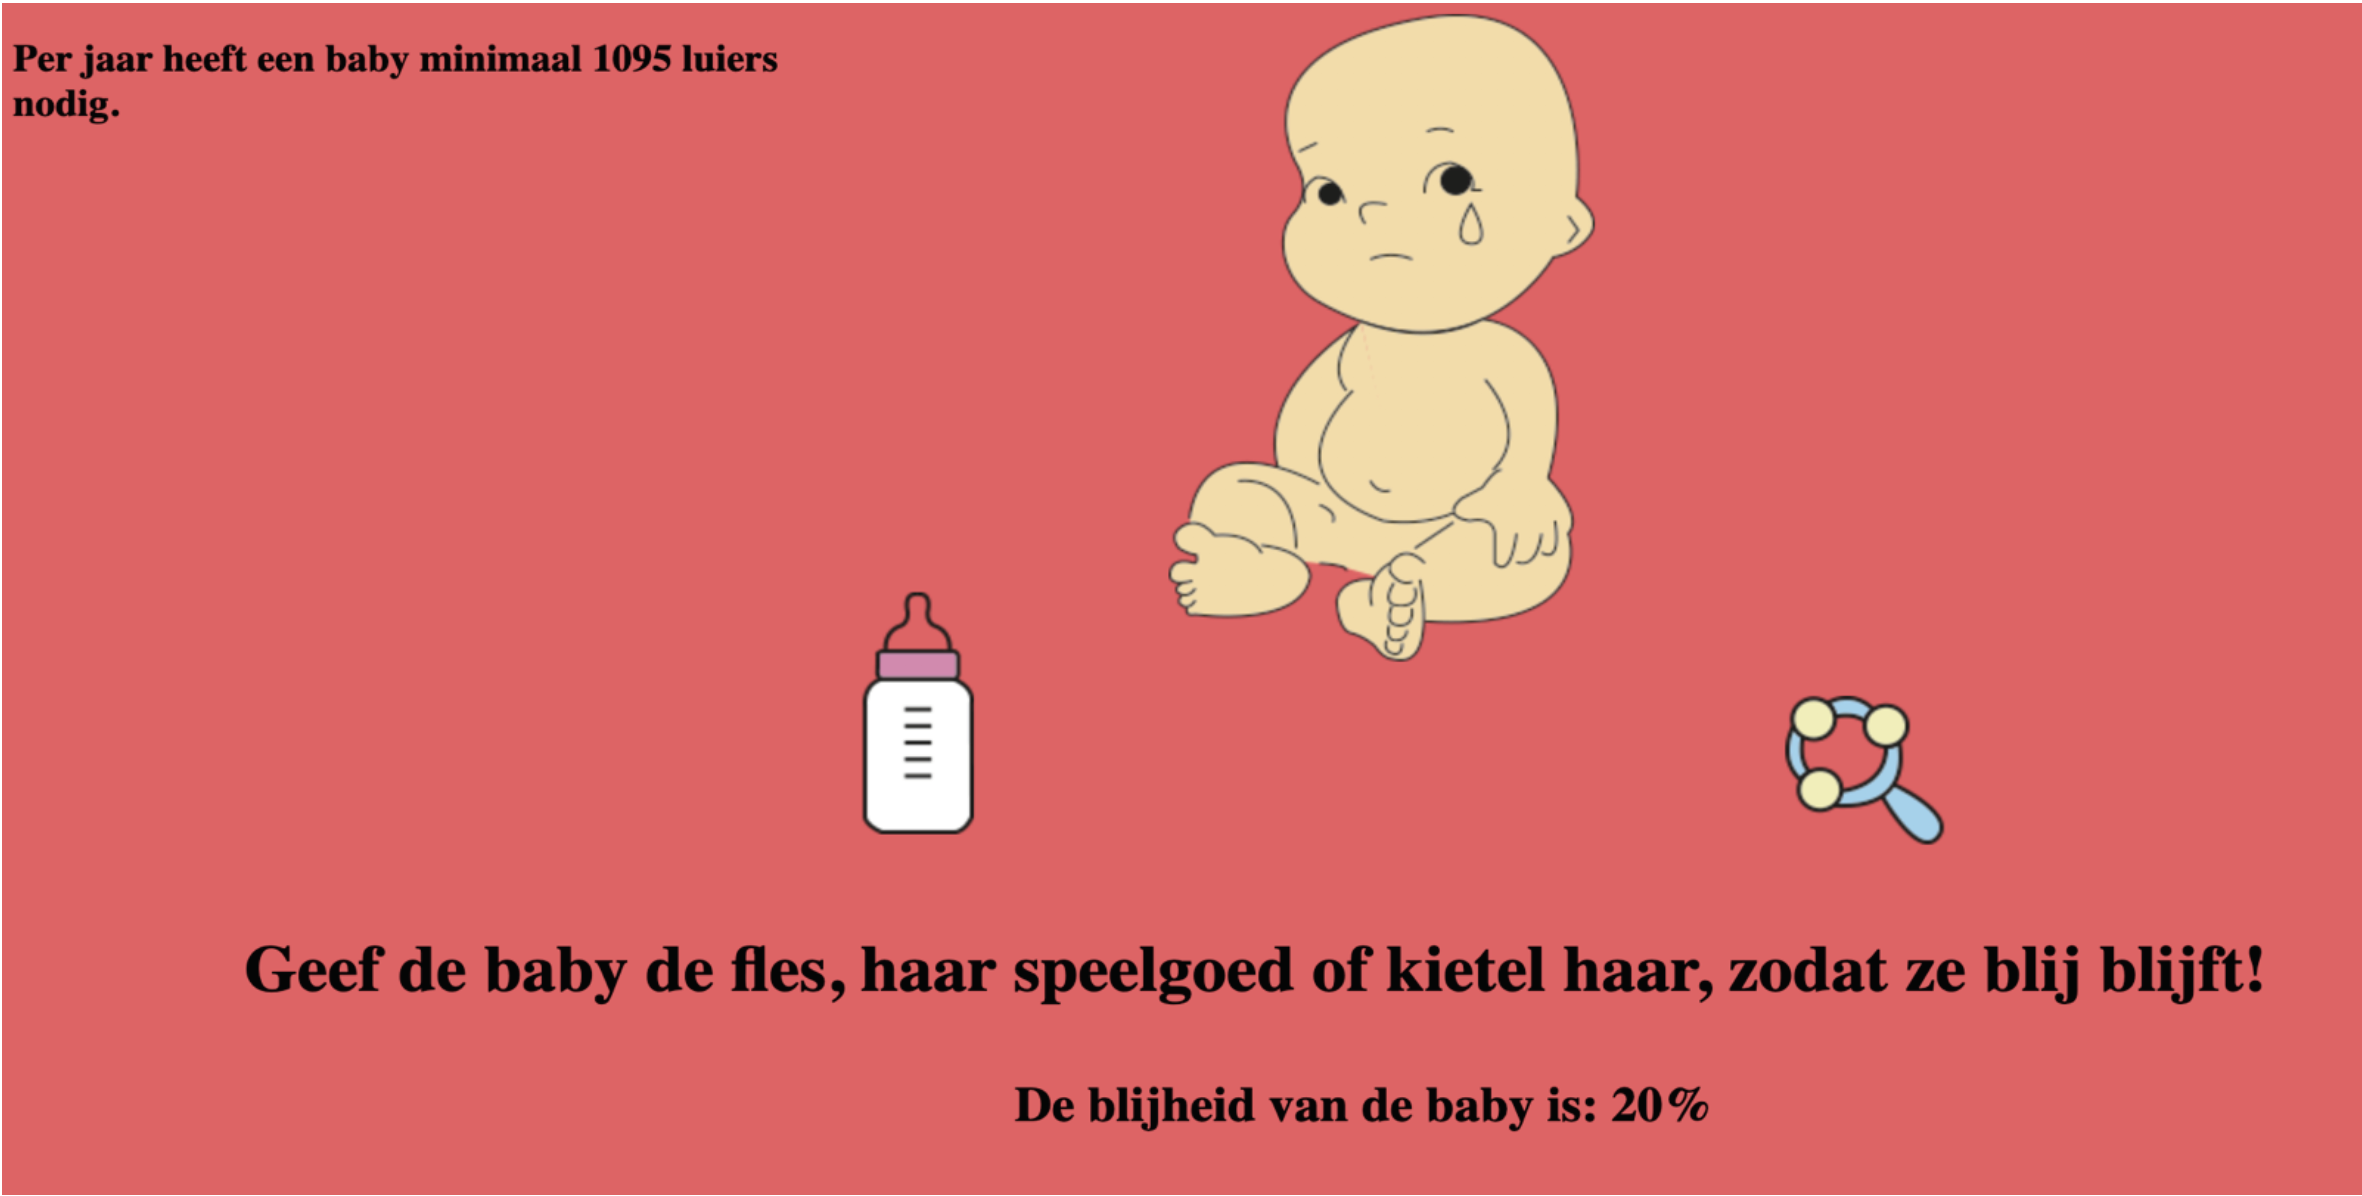 Per jaar heeft een baby minimaal 1095 luiers
nodig.
Geef de baby de fles, haar speelgoed of kietel haar, zodat ze blij blijft!
De blijheid van de baby is: 20%